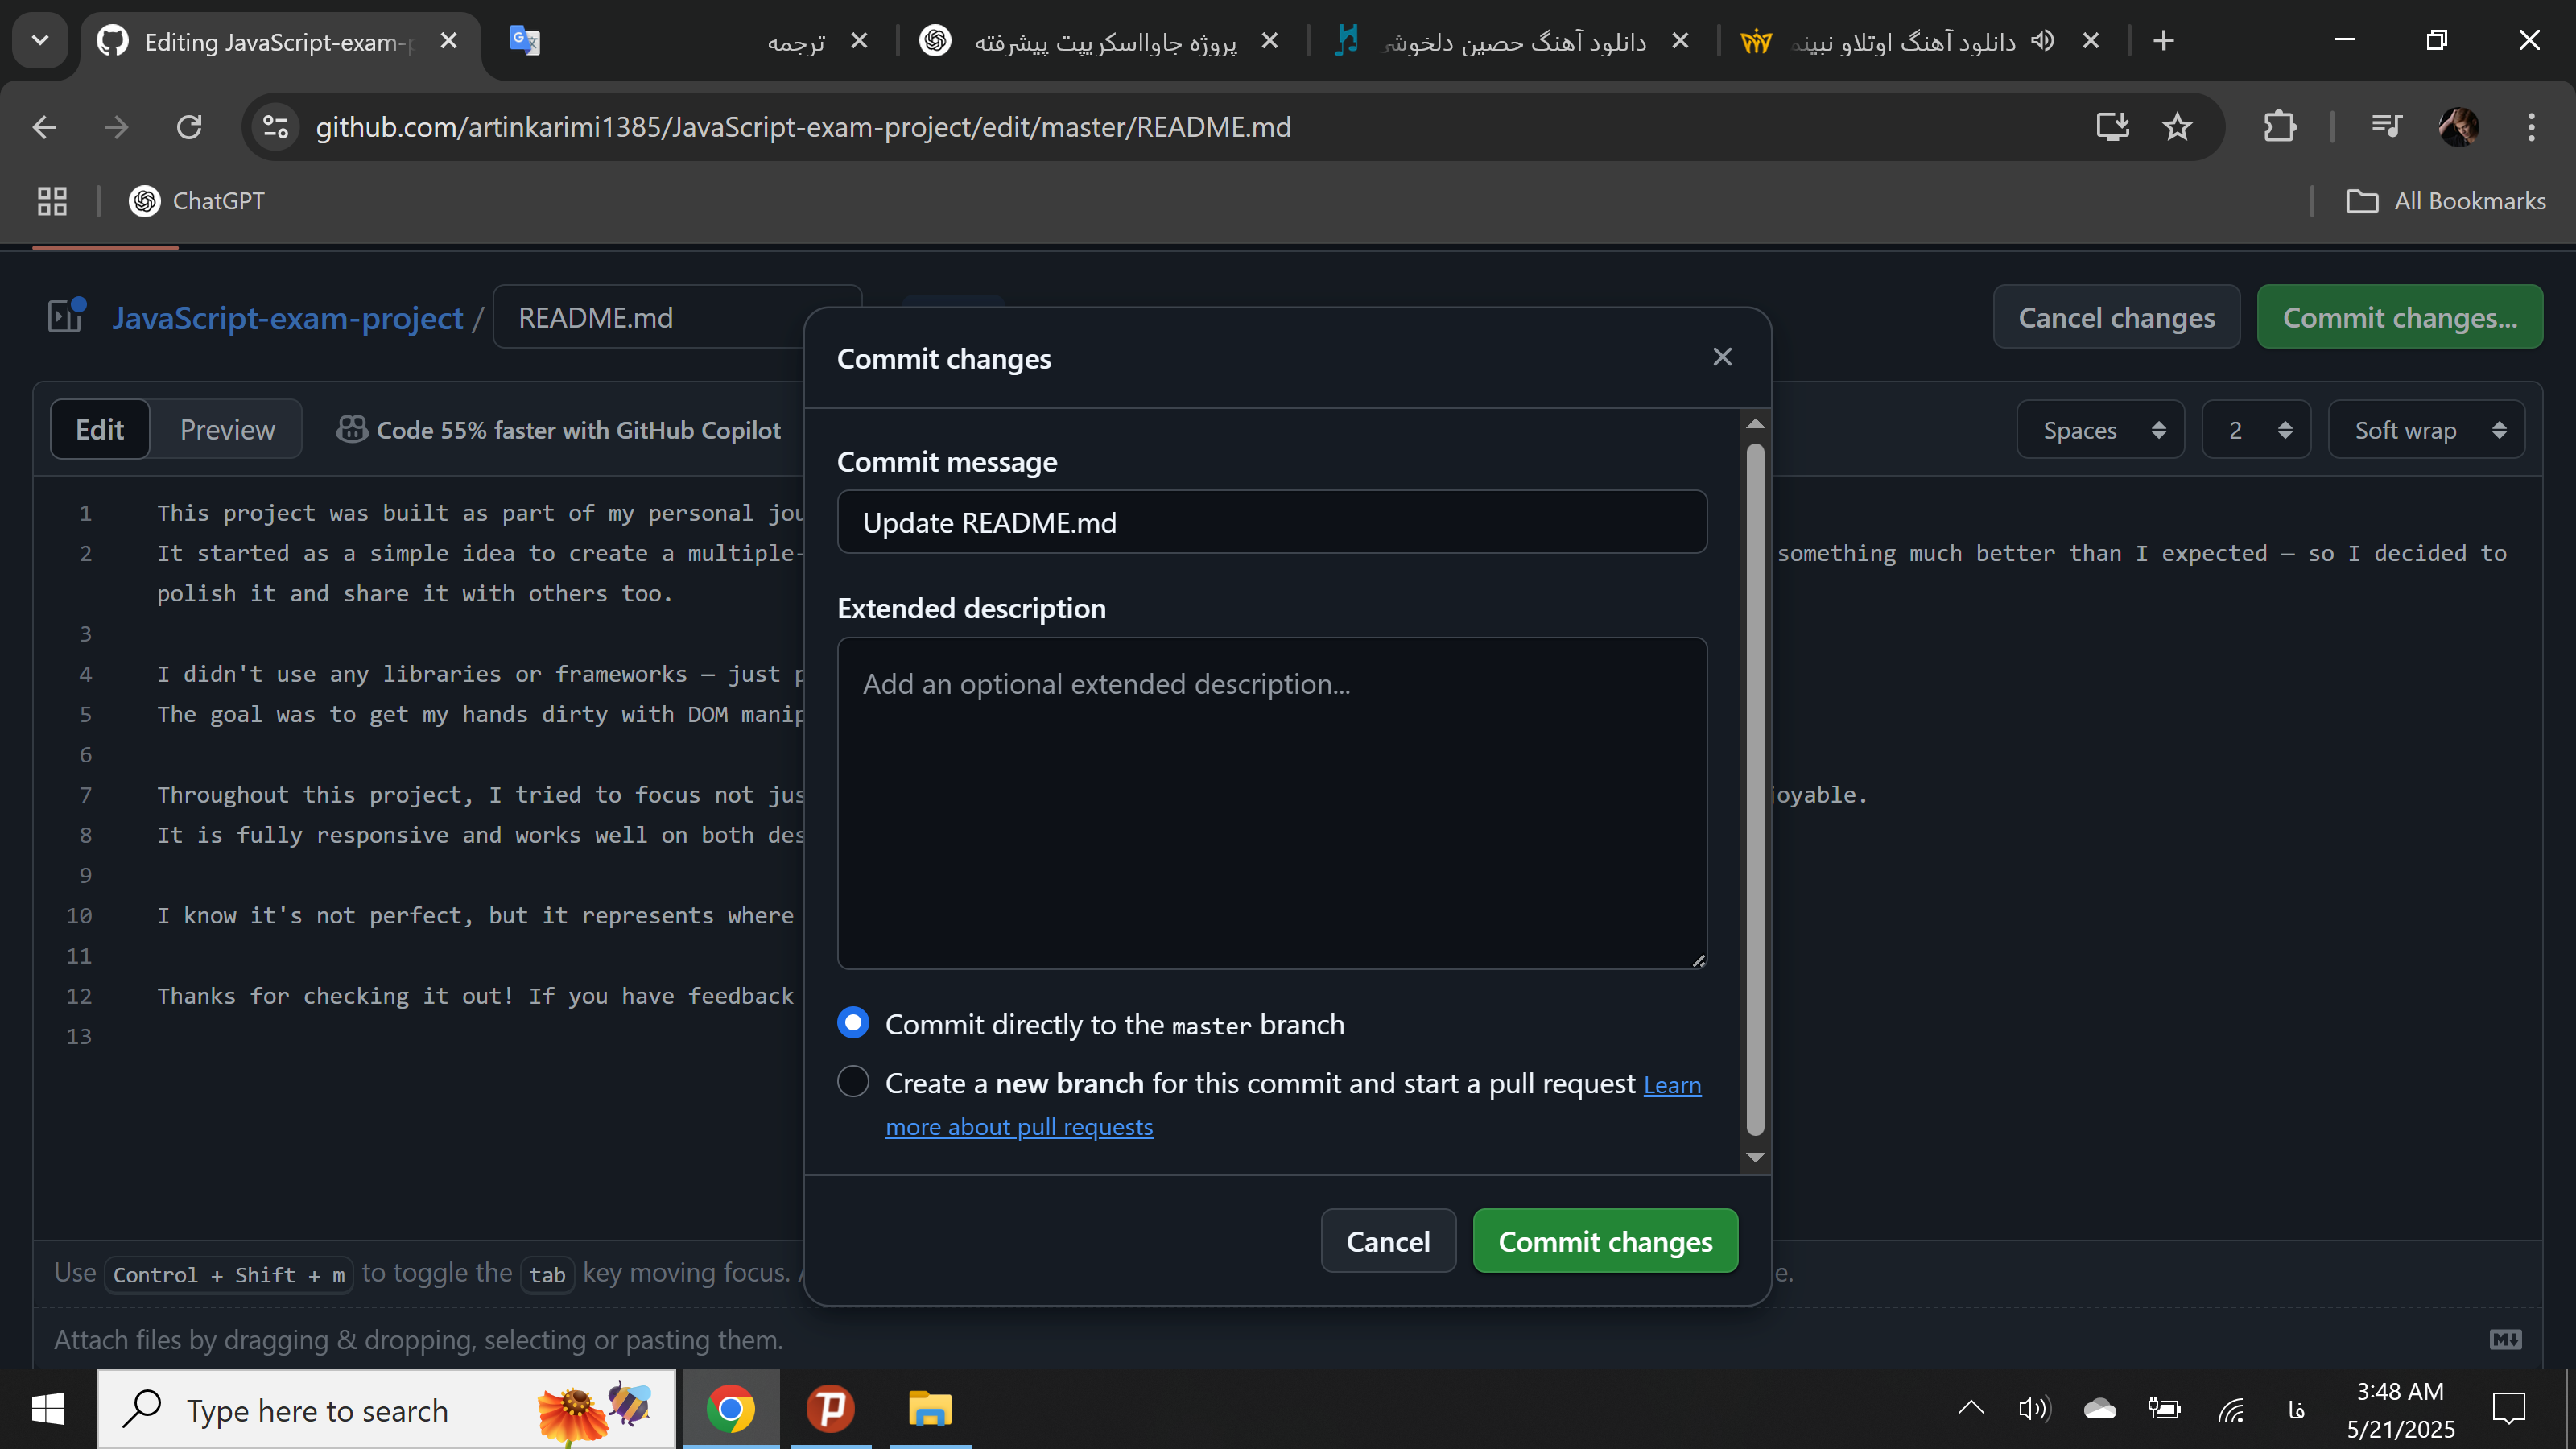 Editing JavaScript-exam-p
ترجمه
پروژه جاوااسکریپت پیشرفته
دانلود آهنگ حصین دلخوشی
دانلود آهنگ اوتلاو نبینم
github.com/artinkarimi1385/JavaScript-exam-project/edit/master/README.md
ChatGPT
All Bookmarks
JavaScript-exam-project / README.md
Cancel changes
Commit changes...
Edit
Preview
Code 55% faster with GitHub Copilot
Spaces
2
Soft wrap
1 This project was built as part of my personal jou
2 It started as a simple idea to create a multiple- something much better than I expected — so I decided to
polish it and share it with others too.
3
4 I didn't use any libraries or frameworks — just p
5 The goal was to get my hands dirty with DOM manip
6
7 Throughout this project, I tried to focus not jus joyable.
8 It is fully responsive and works well on both des
9
10 I know it's not perfect, but it represents where
11
12 Thanks for checking it out! If you have feedback
13
Commit changes
Commit message
Update README.md
Extended description
Add an optional extended description...
Commit directly to the master branch
Create a new branch for this commit and start a pull request Learn
more about pull requests
Cancel
Commit changes
Use Control + Shift + m to toggle the tab key moving focus. e.
Attach files by dragging & dropping, selecting or pasting them.
Type here to search
فا
3:48 AM
5/21/2025